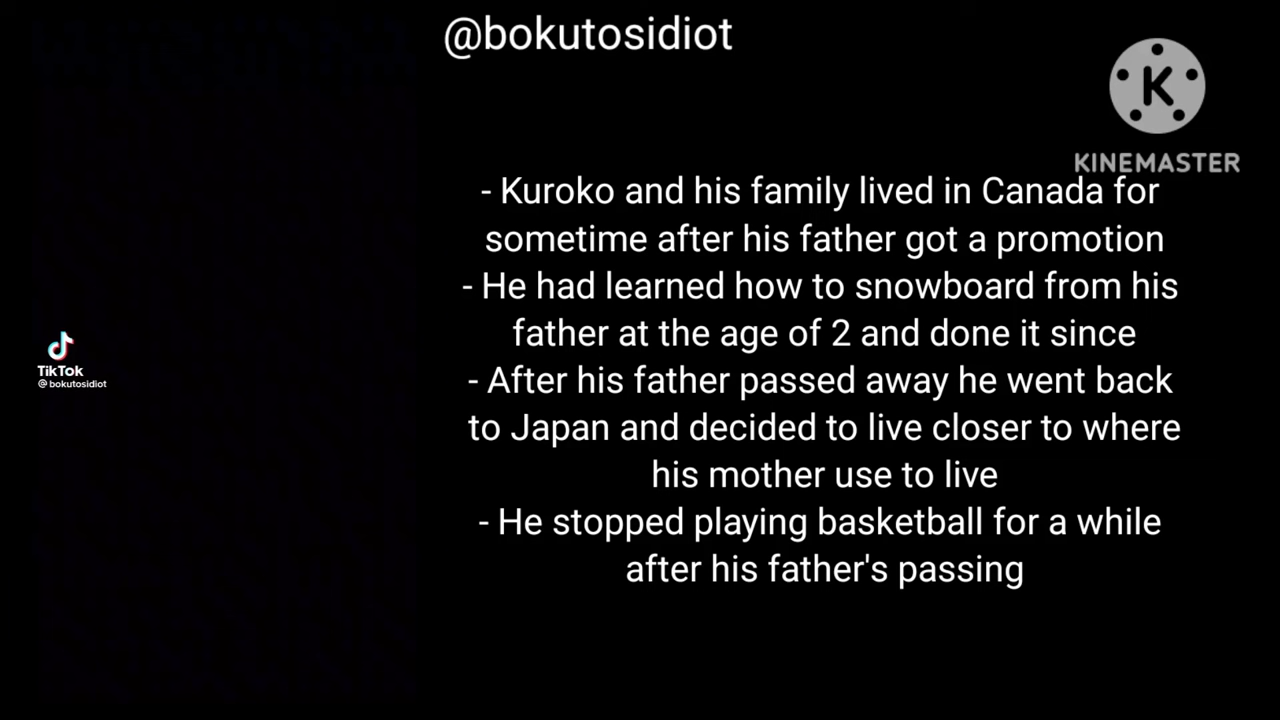 @bokutosidiot
K
KINEMASTER
- Kuroko and his family lived in Canada for
sometime after his father got a promotion
- He had learned how to snowboard from his
father at the age of 2 and done it since
- After his father passed away he went back
to Japan and decided to live closer to where
his mother use to live
- He stopped playing basketball for a while
after his father's passing
TikTok
@bokutosidiot